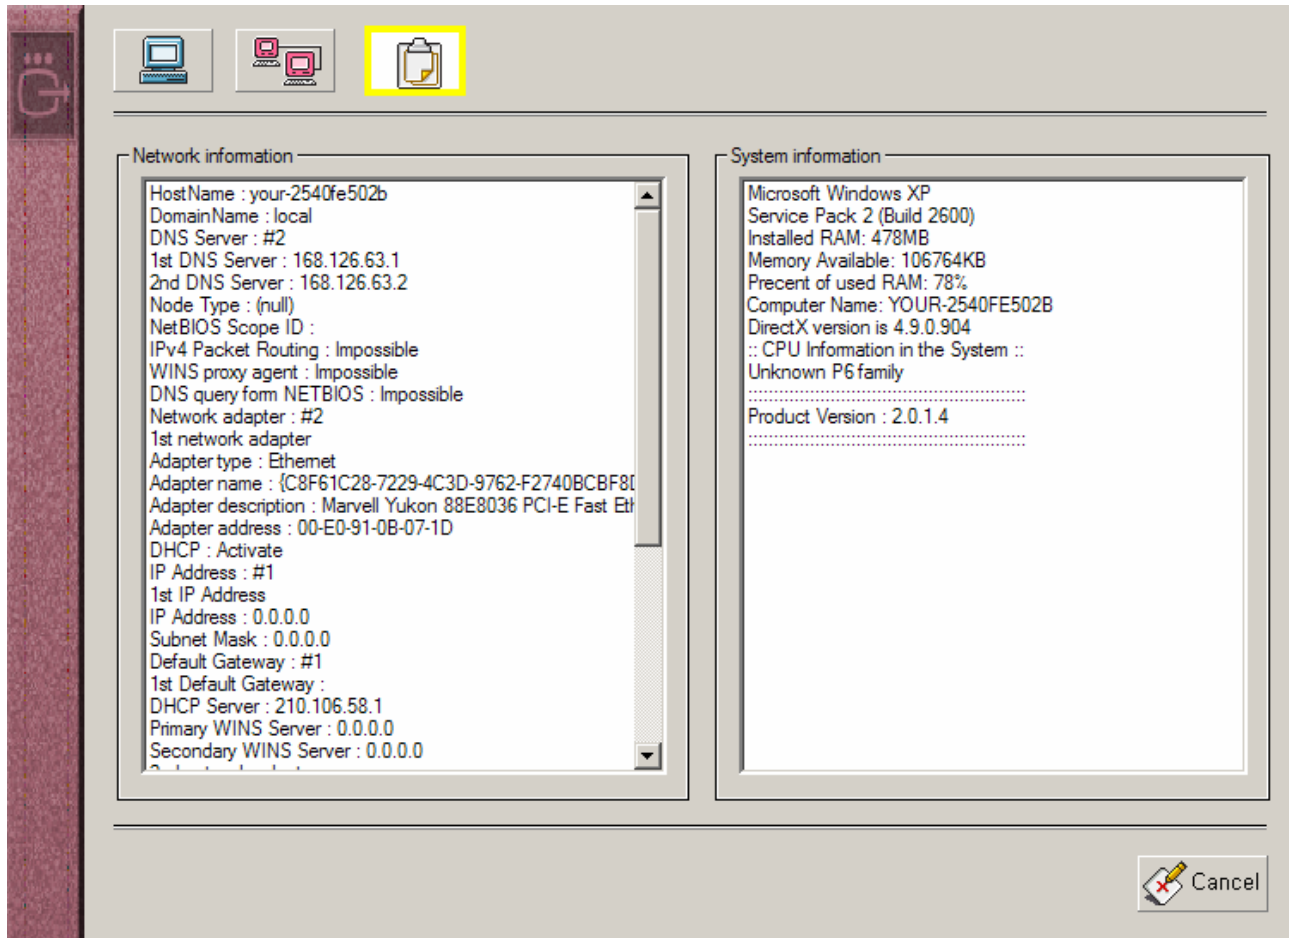 Network information
HostName : your-2540fe502b
DomainName : local
DNS Server : #2
1st DNS Server : 168.126.63.1
2nd DNS Server : 168.126.63.2
Node Type : (null)
NetBIOS Scope ID :
IPv4 Packet Routing : Impossible
WINS proxy agent : Impossible
DNS query form NETBIOS : Impossible
Network adapter : #2
1st network adapter
Adapter type : Ethernet
Adapter name : {C8F61C28-7229-4C3D-9762-F2740BCBF8D
Adapter description : Marvell Yukon 88E8036 PCI-E Fast Eth
Adapter address : 00-E0-91-0B-07-1D
DHCP : Activate
IP Address : #1
1st IP Address
IP Address : 0.0.0.0
Subnet Mask : 0.0.0.0
Default Gateway : #1
1st Default Gateway :
DHCP Server : 210.106.58.1
Primary WINS Server : 0.0.0.0
Secondary WINS Server : 0.0.0.0
System information
Microsoft Windows XP
Service Pack 2 (Build 2600)
Installed RAM: 478MB
Memory Available: 106764KB
Precent of used RAM: 78%
Computer Name: YOUR-2540FE502B
DirectX version is 4.9.0.904
:: CPU Information in the System ::
Unknown P6 family
::::::::::::::::::::::::::::::::::::::::::::::::::::
Product Version : 2.0.1.4
::::::::::::::::::::::::::::::::::::::::::::::::::::
Cancel